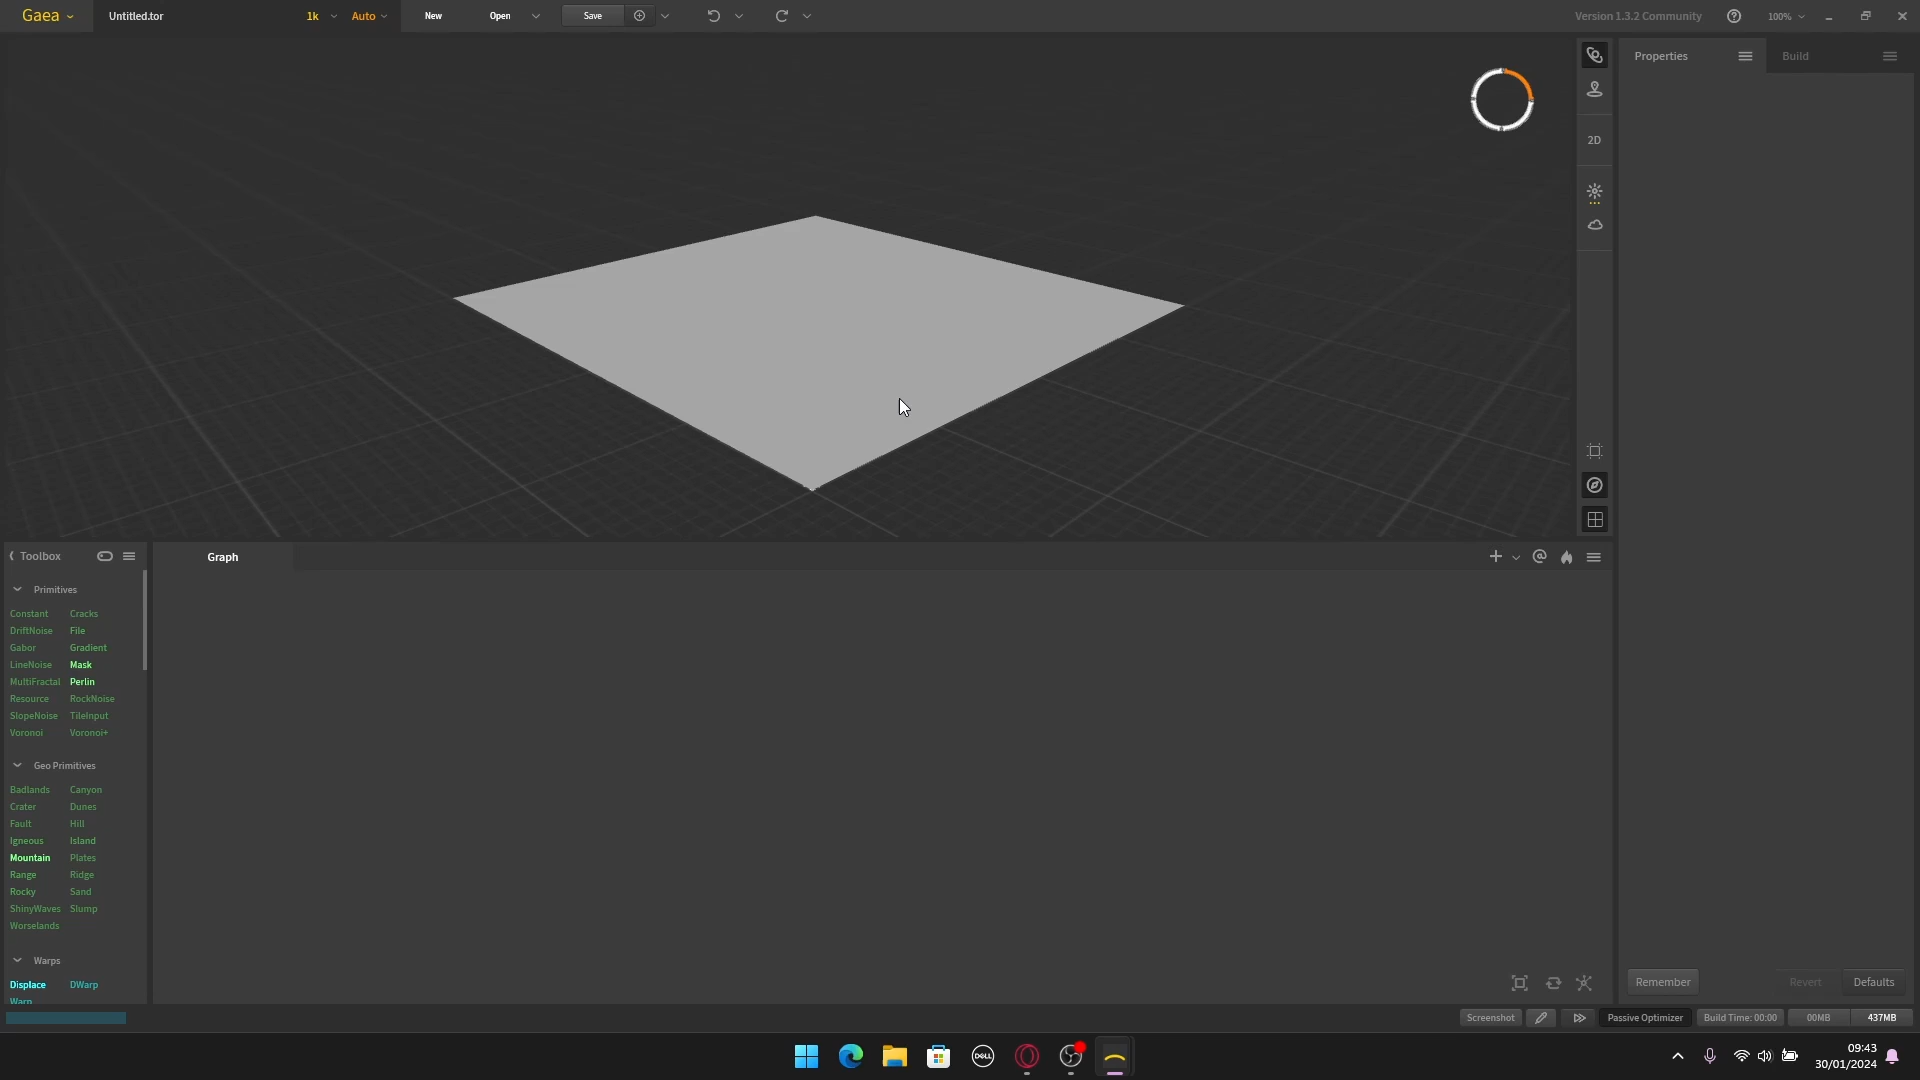 Gaea
Untitled.tor
1k
Auto
New
Open
Save
Version 1.3.2 Community
100%
Properties
Build
2D
Toolbox
Graph
Primitives
Constant Cracks
DriftNoise File
Gabor Gradient
LineNoise Mask
MultiFractal Perlin
Resource RockNoise
SlopeNoise TileInput
Voronoi Voronoi+
Geo Primitives
Badlands Canyon
Crater Dunes
Fault Hill
Igneous Island
Mountain Plates
Range Ridge
Rocky Sand
ShinyWaves Slump
Worselands
Warps
Displace DWarp
Warp
Remember
Revert
Defaults
Screenshot
Passive Optimizer
Build Time: 00:00
00MB
437MB
DELL
09:43
30/01/2024